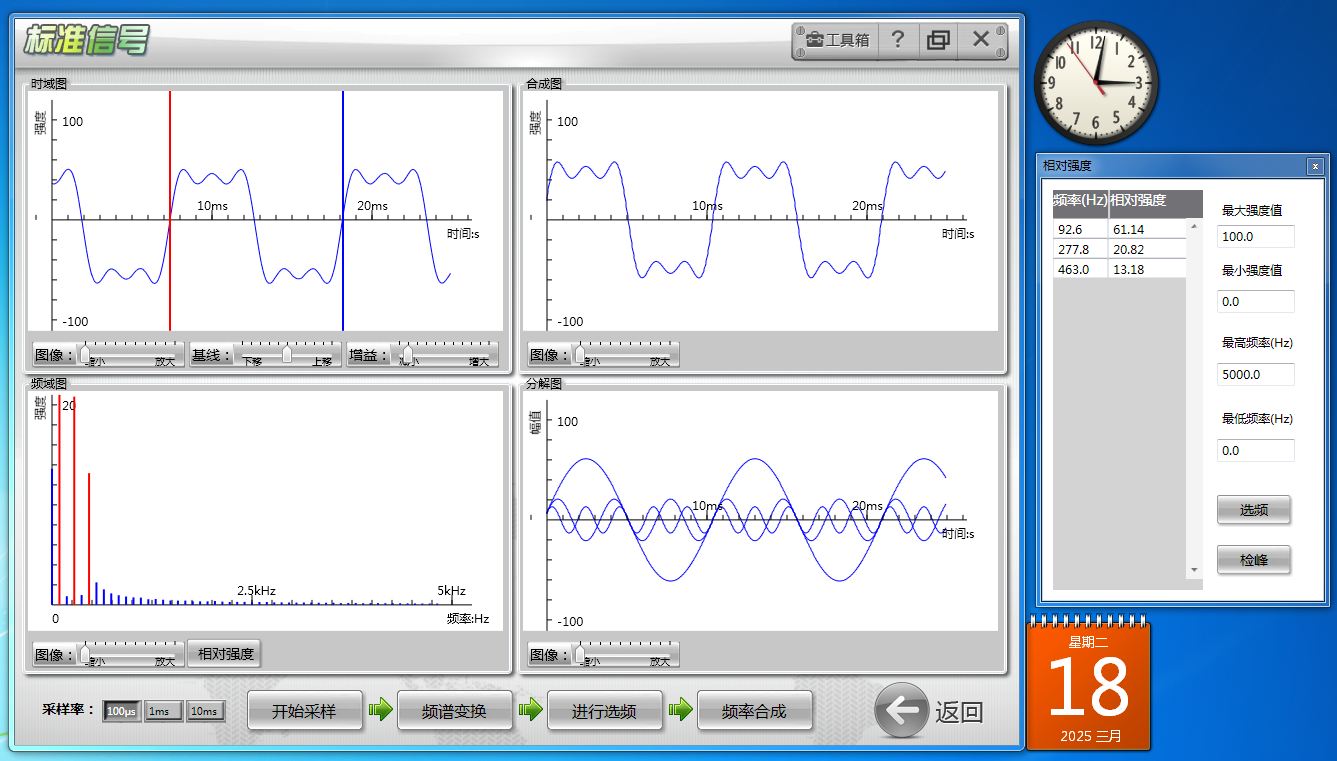 标准信号
工具箱
?
时域图
强度
100
10ms
20ms
时间:s
-100
图像：
缩小
放大
基线：
下移
上移
增益：
减小
增大
合成图
强度
100
10ms
20ms
时间:s
-100
图像：
缩小
放大
频域图
强度
20
2.5kHz
5kHz
0
频率:Hz
图像：
缩小
放大
相对强度
分解图
幅值
100
10ms
20ms
时间:s
-100
图像：
缩小
放大
采样率：
100μs
1ms
10ms
开始采样
频谱变换
进行选频
频率合成
返回
12
1
2
3
4
5
6
7
8
9
10
11
相对强度
x
频率(Hz) 相对强度
92.6 61.14
277.8 20.82
463.0 13.18
最大强度值
100.0
最小强度值
0.0
最高频率(Hz)
5000.0
最低频率(Hz)
0.0
选频
检峰
星期二
18
2025 三月